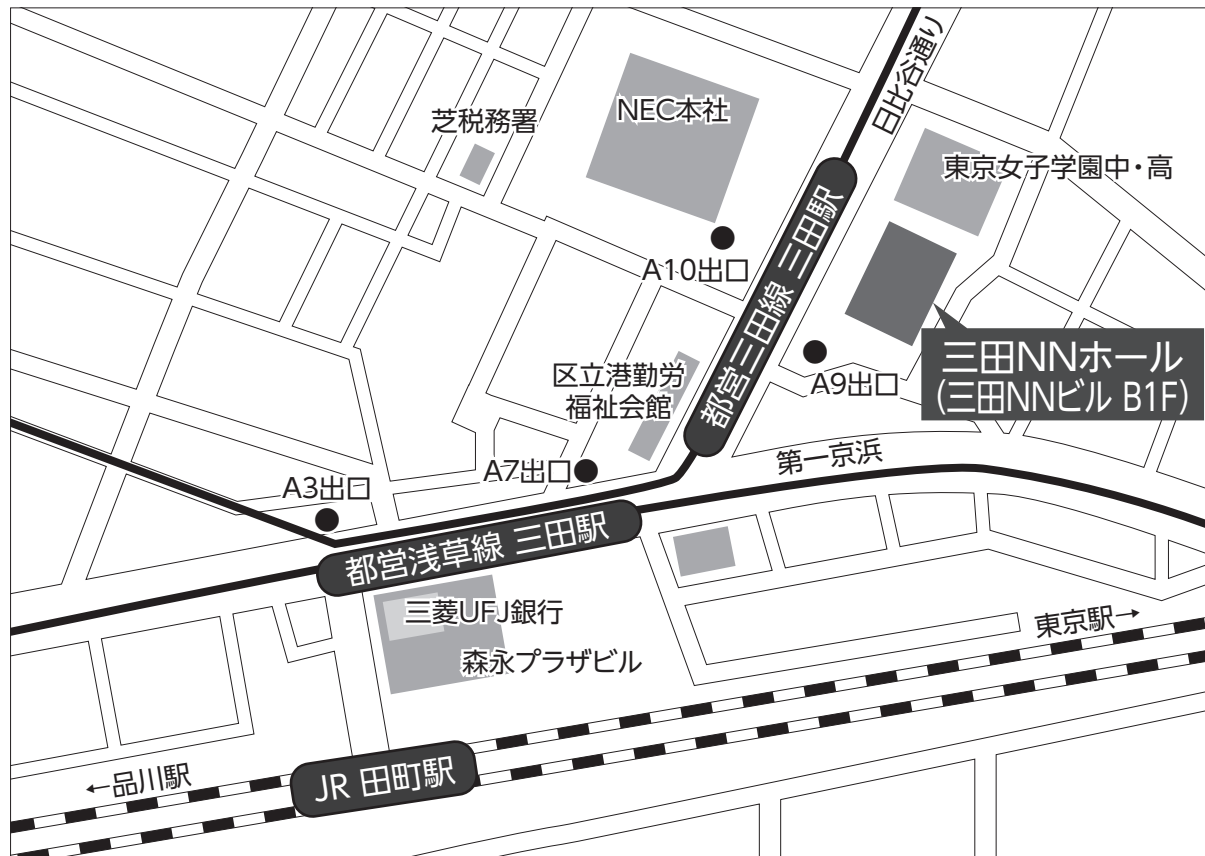 日比谷通り
NEC本社
芝税務署
東京女子学園中・高
都営三田線 三田駅
A10出口
三田NNホール
(三田NNビル B1F)
A9出口
区立港勤労
福祉会館
第一京浜
A7出口
A3出口
都営浅草線 三田駅
三菱UFJ銀行
森永プラザビル
東京駅→
←品川駅
JR 田町駅